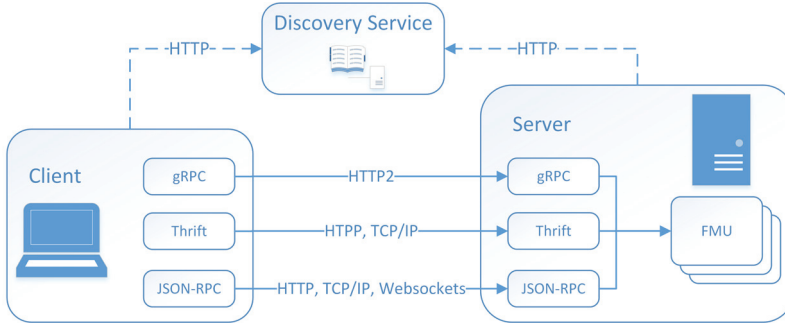 Discovery Service
HTTP
HTTP
Server
Client
gRPC
HTTP2
gRPC
Thrift
HTPP, TCP/IP
Thrift
FMU
JSON-RPC
HTTP, TCP/IP, Websockets
JSON-RPC